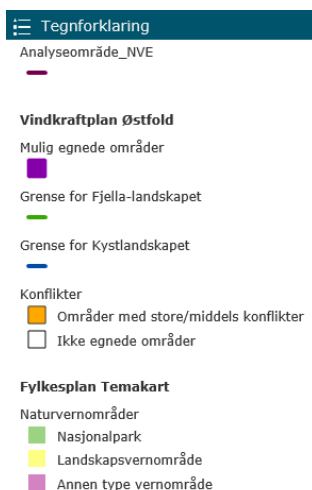 Tegnforklaring
Analyseområde_NVE
Vindkraftplan Østfold
Mulig egnede områder
Grense for Fjella-landskapet
Grense for Kystlandskapet
Konflikter
Områder med store/middels konflikter
Ikke egnede områder
Fylkesplan Temakart
Naturvernområder
Nasjonalpark
Landskapsvernområde
Annen type verneområde